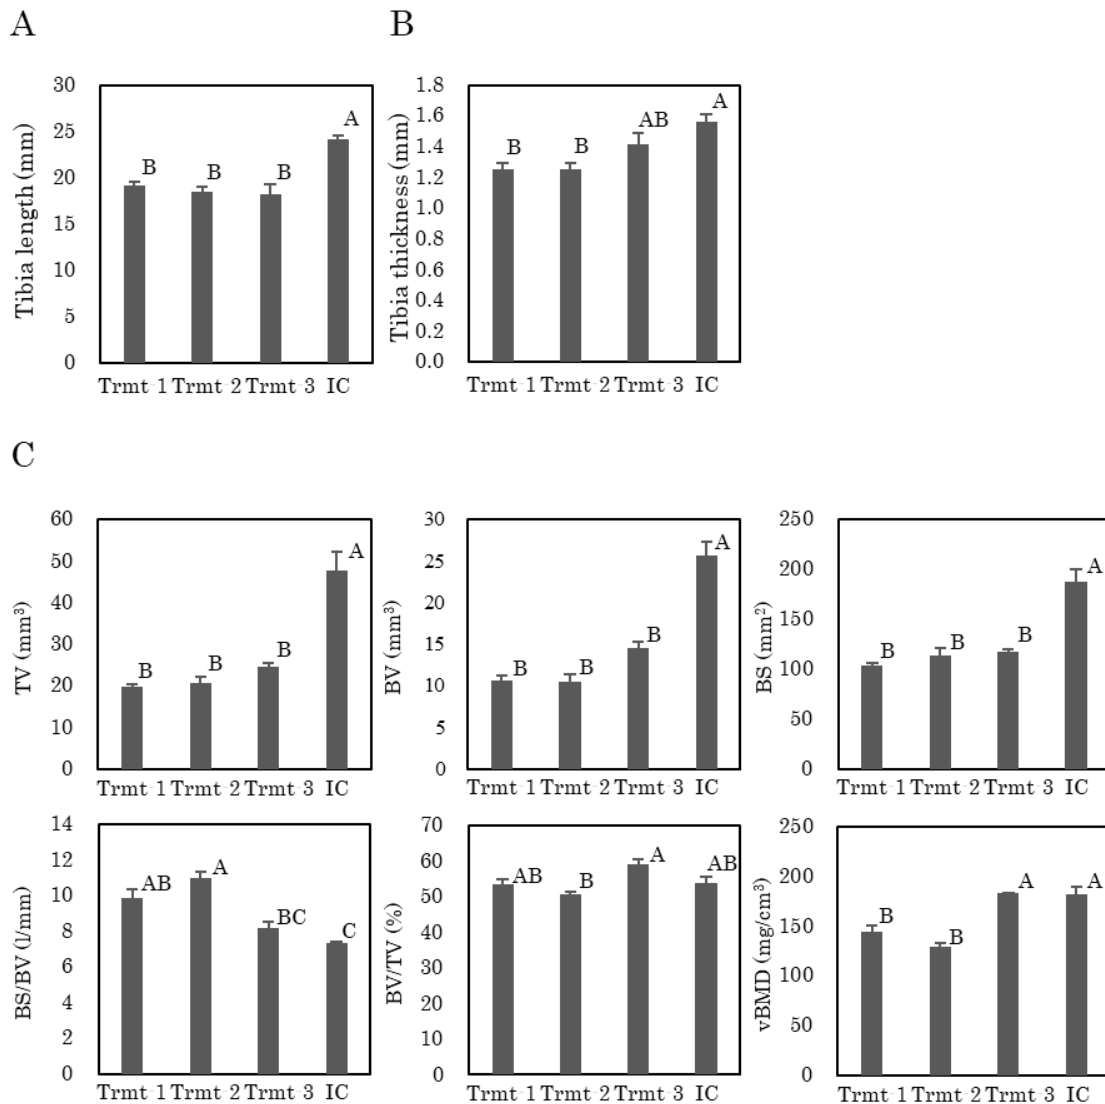 A
B
Tibia length (mm)
30
25
20
15
10
5
0
B
B
B
A
Trmt-1 Trmt-2 Trmt-3 IC
Tibia thickness (mm)
1.8
1.6
1.4
1.2
1.0
0.8
0.6
0.4
0.2
0.0
B
B
AB
A
Trmt-1 Trmt-2 Trmt-3 IC
C
TV (mm³)
60
50
40
30
20
10
0
B
B
B
A
Trmt-1 Trmt-2 Trmt-3 IC
BV (mm³)
30
25
20
15
10
5
0
B
B
B
A
Trmt-1 Trmt-2 Trmt-3 IC
BS (mm²)
250
200
150
100
50
0
B
B
B
A
Trmt-1 Trmt-2 Trmt-3 IC
BS/BV (l/mm)
14
12
10
8
6
4
2
0
AB
A
BC
C
Trmt-1 Trmt-2 Trmt-3 IC
BV/TV (%)
70
60
50
40
30
20
10
0
AB
B
A
AB
Trmt-1 Trmt-2 Trmt-3 IC
vBMD (mg/cm³)
250
200
150
100
50
0
B
B
A
A
Trmt-1 Trmt-2 Trmt-3 IC